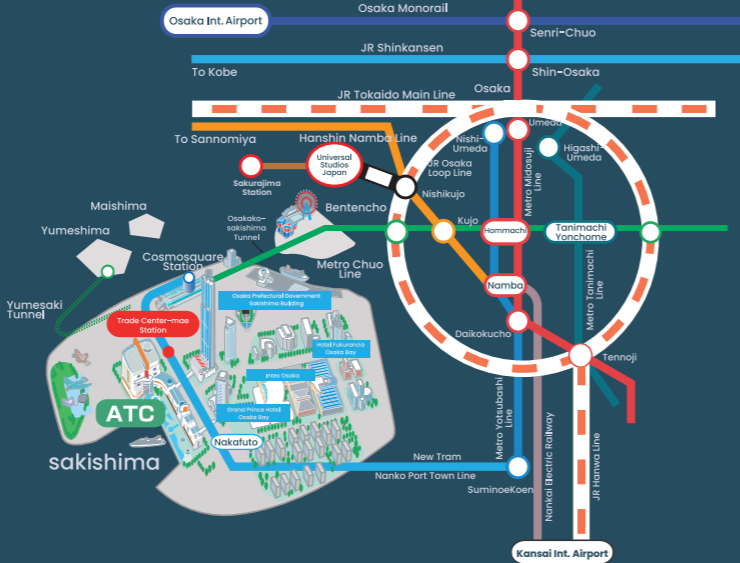 Osaka Monorail
Osaka Int. Airport
Senri-Chuo
JR Shinkansen
To Kobe
Shin-Osaka
Osaka
JR Tokaido Main Line
To Sannomiya
Hanshin Namba Line
Nishi-
Umeda
Umeda
Higashi-
Umeda
Universal
Studios
Japan
JR Osaka
Loop Line
Sakurajima
Station
Nishikujo
Metro Midosuji
Line
Maishima
Bentencho
Osakako-
sakishima
Tunnel
Kujo
Hommachi
Tanimachi
Yonchome
Yumeshima
Cosmosquare
Station
Metro Chuo
Line
Namba
Metro Tanimachi
Line
Yumesaki
Tunnel
Osaka Prefectural Government
Sakishima Building
Trade Center-mae
Station
Daikokucho
Hotel Fukuracia
Osaka Bay
Tennoji
Intex Osaka
ATC
Grand Prince Hotel
Osaka Bay
Metro Yotsubashi
Line
Nakafuto
sakishima
New Tram
Nanko Port Town Line
SuminoeKoen
Nankai Electric Railway
JR Hanwa Line
Kansai Int. Airport